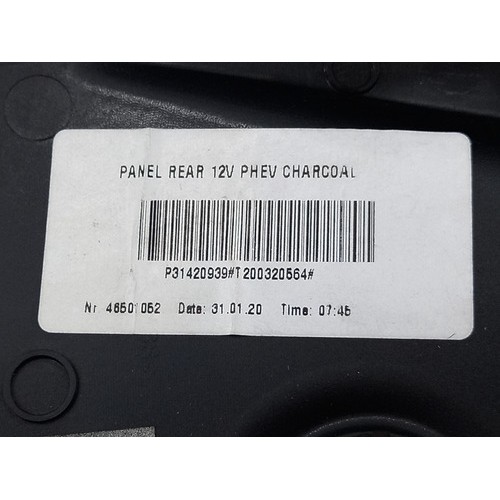 PANEL REAR 12V PHEV CHARCOAL
P31420939#T200320564#
Nr 46501052 Date: 31.01.20 Time: 07:45